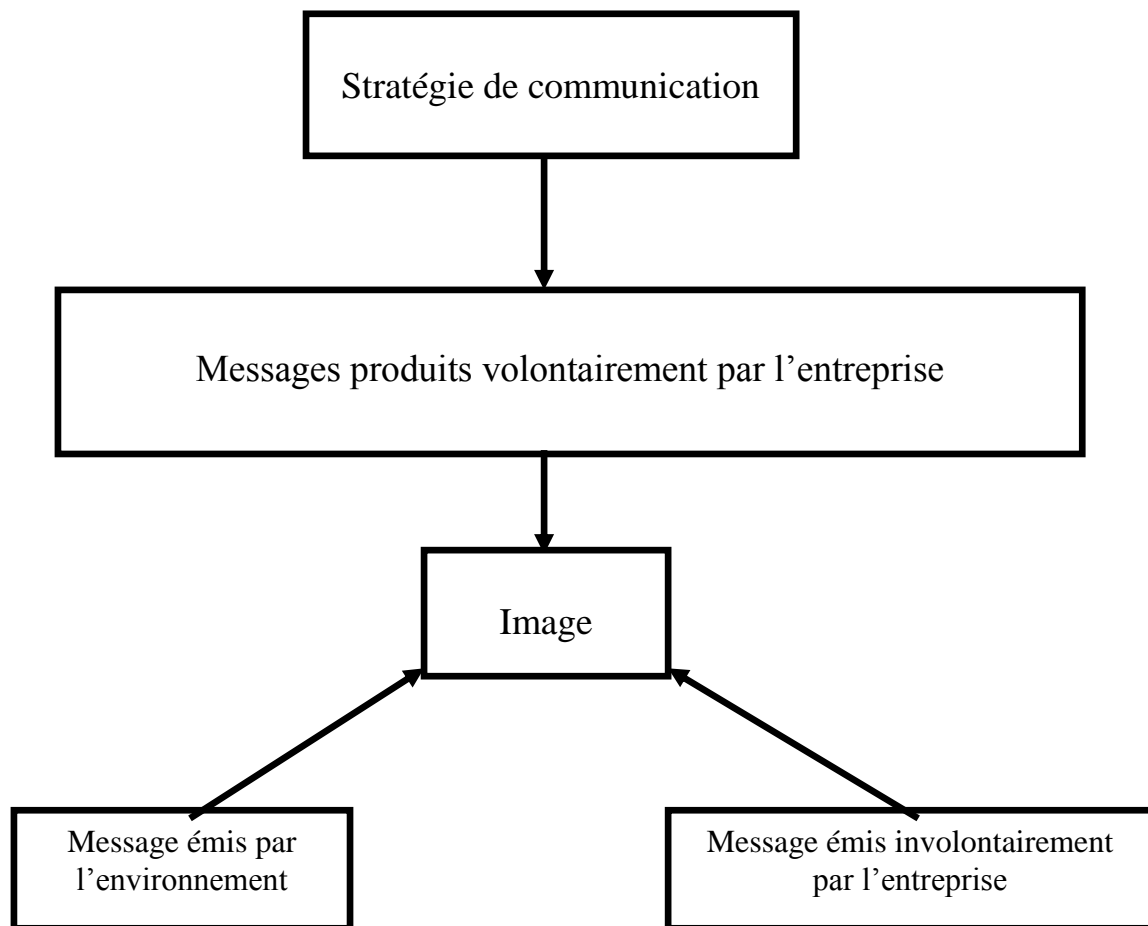 Stratégie de communication
Messages produits volontairement par l’entreprise
Image
Message émis par
l’environnement
Message émis involontairement
par l’entreprise